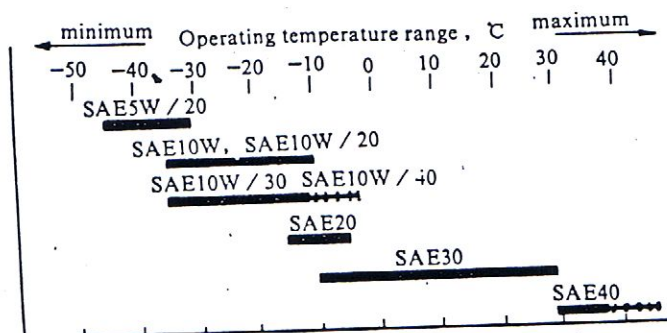 minimum Operating temperature range, ℃ maximum
-50 -40 -30 -20 -10 0 10 20 30 40
SAE5W / 20
SAE10W, SAE10W / 20
SAE10W / 30 SAE10W / 40
SAE20
SAE30
SAE40